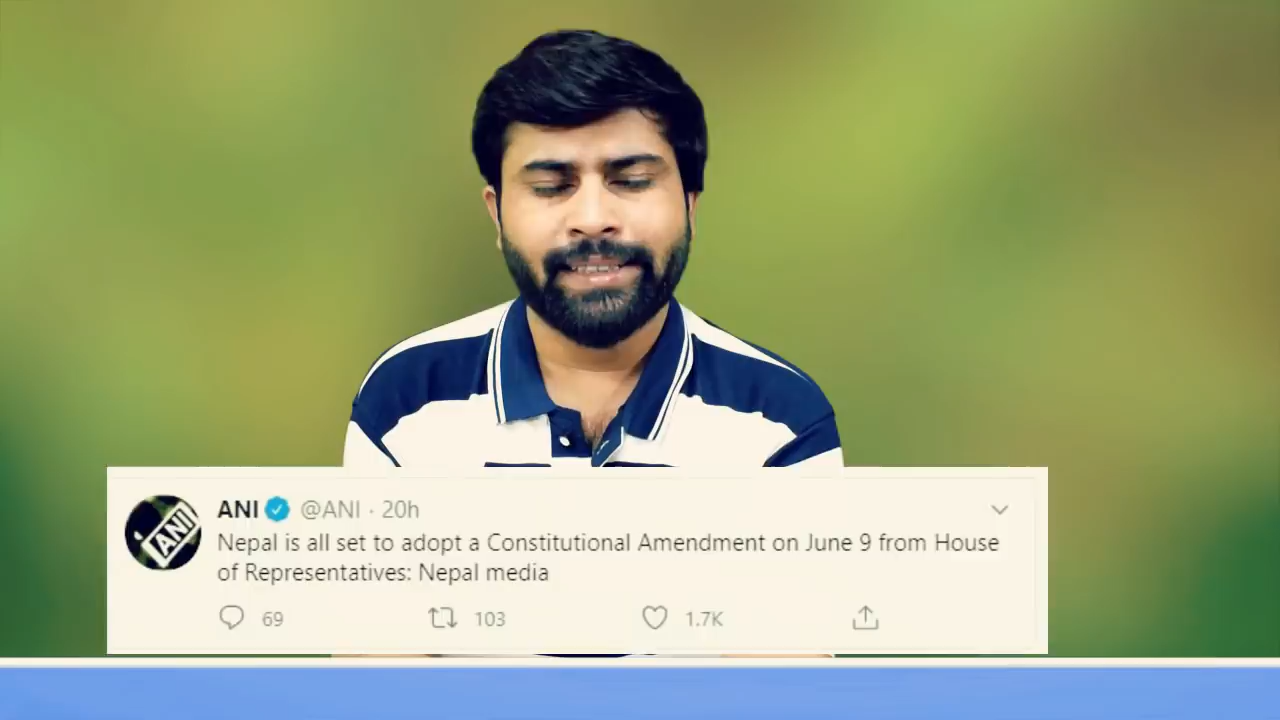 ANI @ANI · 20h
Nepal is all set to adopt a Constitutional Amendment on June 9 from House
of Representatives: Nepal media
69 103 1.7K
ANI